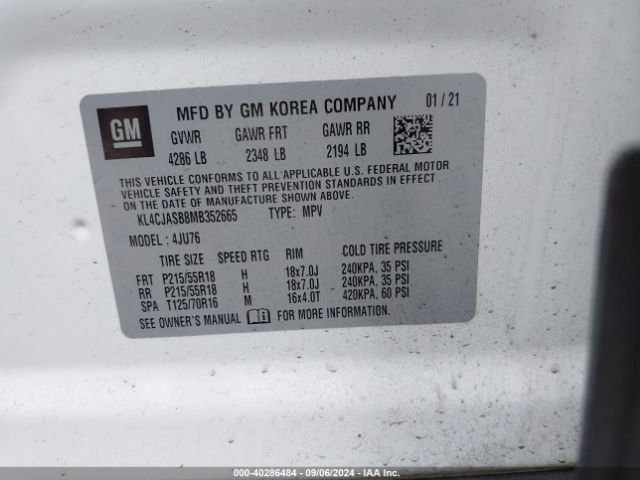 GM
MFD BY GM KOREA COMPANY 01 / 21
GVWR GAWR FRT GAWR RR
4286 LB 2348 LB 2194 LB
THIS VEHICLE CONFORMS TO ALL APPLICABLE U.S. FEDERAL MOTOR
VEHICLE SAFETY AND THEFT PREVENTION STANDARDS IN EFFECT
ON THE DATE OF MANUFACTURE SHOWN ABOVE.
KL4CJASB8MB352665 TYPE: MPV
MODEL: 4JU76
TIRE SIZE SPEED RTG RIM COLD TIRE PRESSURE
FRT P215/55R18 H 18x7.0J 240KPA, 35 PSI
RR P215/55R18 H 18x7.0J 240KPA, 35 PSI
SPA T125/70R16 M 16x4.0T 420KPA, 60 PSI
SEE OWNER'S MANUAL FOR MORE INFORMATION.
000-40286484 - 09/06/2024 - IAA Inc.